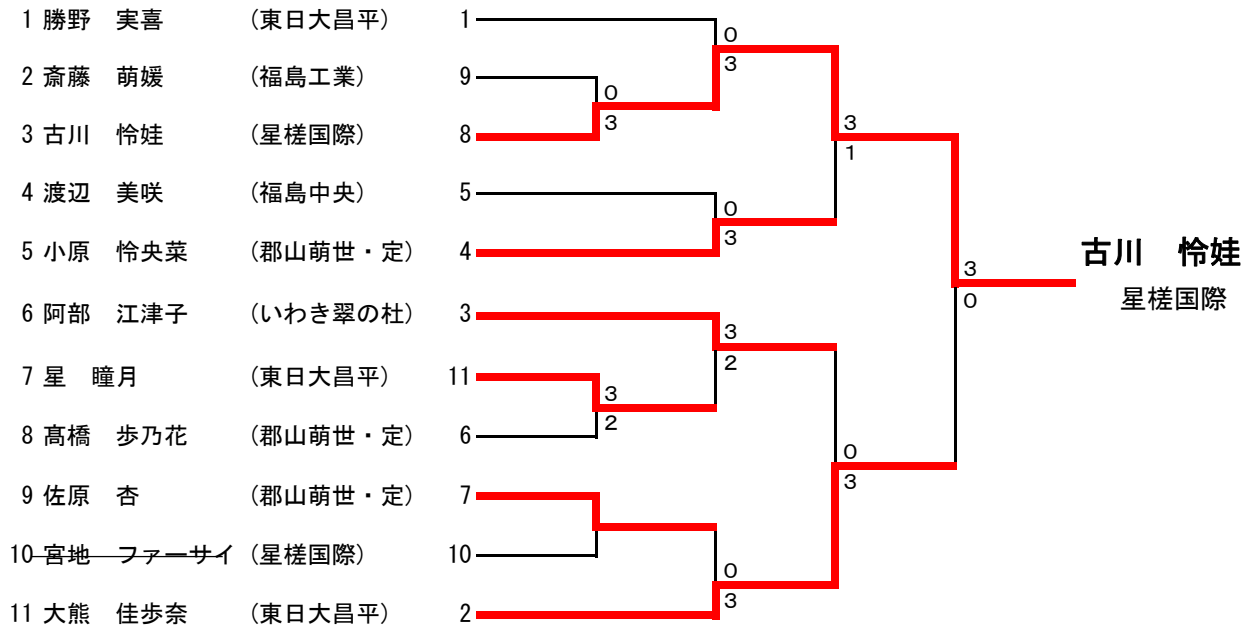 1 勝野　実喜 (東日大昌平) 1
0
3
2 斎藤　萌媛 (福島工業) 9
0
3
3 古川　怜娃 (星槎国際) 8
3
1
4 渡辺　美咲 (福島中央) 5
0
3
5 小原　怜央菜 (郡山萌世・定) 4
古川　怜娃
3
0
星槎国際
6 阿部　江津子 (いわき翠の杜) 3
3
2
7 星　瞳月 (東日大昌平) 11
3
2
8 髙橋　歩乃花 (郡山萌世・定) 6
0
3
9 佐原　杏 (郡山萌世・定) 7
10 宮地　ファーサイ (星槎国際) 10
0
3
11 大熊　佳歩奈 (東日大昌平) 2